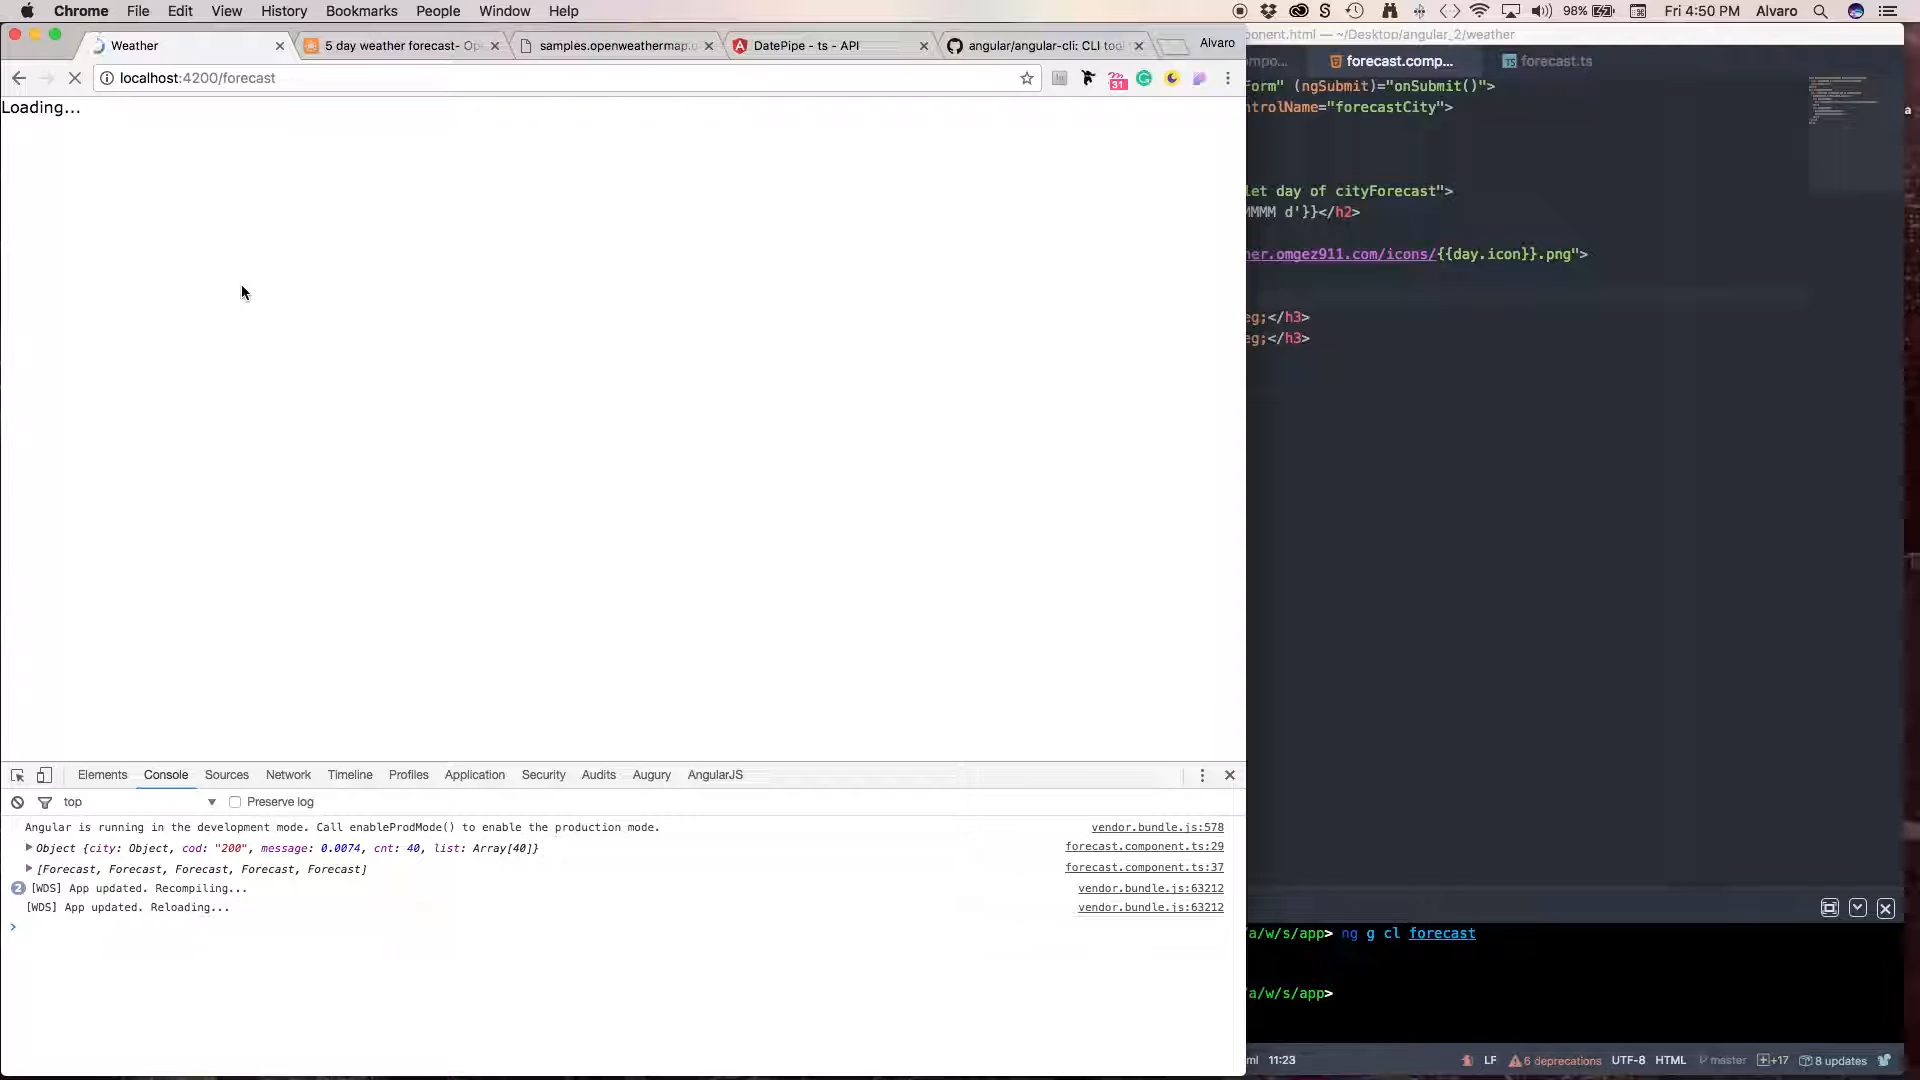 Chrome File Edit View History Bookmarks People Window Help
98% Fri 4:50 PM Alvaro
Weather
5 day weather forecast- Op
samples.openweathermap.o
DatePipe - ts - API
angular/angular-cli: CLI tool
Alvaro
localhost:4200/forecast
31
Loading...
onent.html — ~/Desktop/angular_2/weather
mpo... forecast.comp... forecast.ts
orm" (ngSubmit)="onSubmit()">
ntrolName="forecastCity">
let day of cityForecast">
MMMM d'}}</h2>
her.omgez911.com/icons/{{day.icon}}.png">
eg;</h3>
eg;</h3>
Elements Console Sources Network Timeline Profiles Application Security Audits Augury AngularJS
top Preserve log
Angular is running in the development mode. Call enableProdMode() to enable the production mode. vendor.bundle.js:578
Object {city: Object, cod: "200", message: 0.0074, cnt: 40, list: Array[40]} forecast.component.ts:29
[Forecast, Forecast, Forecast, Forecast, Forecast] forecast.component.ts:37
2 [WDS] App updated. Recompiling... vendor.bundle.js:63212
[WDS] App updated. Reloading... vendor.bundle.js:63212
/a/w/s/app> ng g cl forecast
/a/w/s/app>
ml 11:23 LF 6 deprecations UTF-8 HTML master +17 8 updates